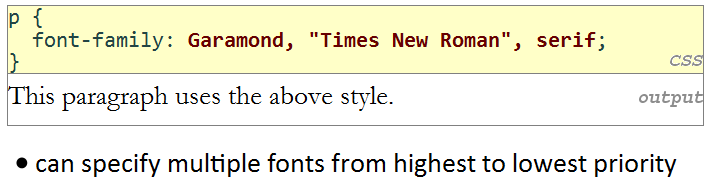 p {
  font-family: Garamond, "Times New Roman", serif;
}
CSS
This paragraph uses the above style.
output
• can specify multiple fonts from highest to lowest priority